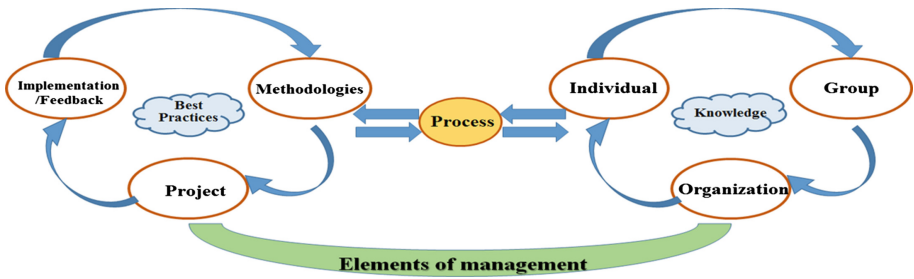 Implementation
/Feedback
Best
Practices
Methodologies
Process
Individual
Knowledge
Group
Project
Organization
Elements of management